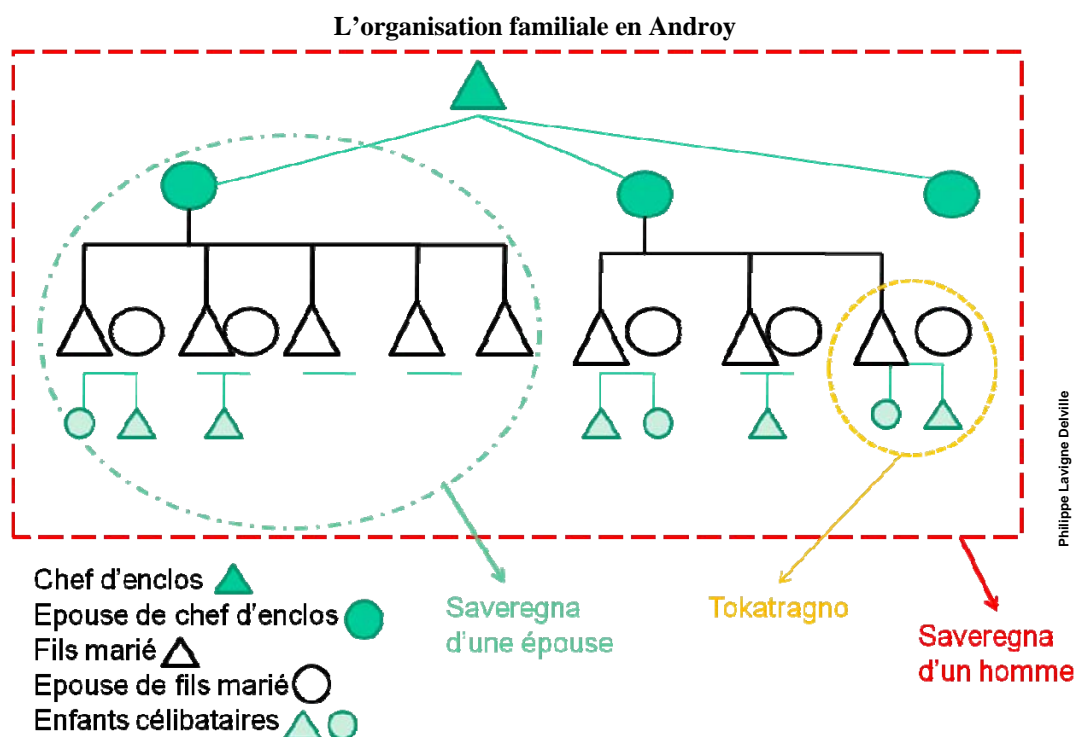 L'organisation familiale en Androy
Philippe Lavigne Delville
Chef d'enclos
Epouse de chef d'enclos
Fils marié
Epouse de fils marié
Enfants célibataires
Saveregna
d'une épouse
Tokatragno
Saveregna
d'un homme